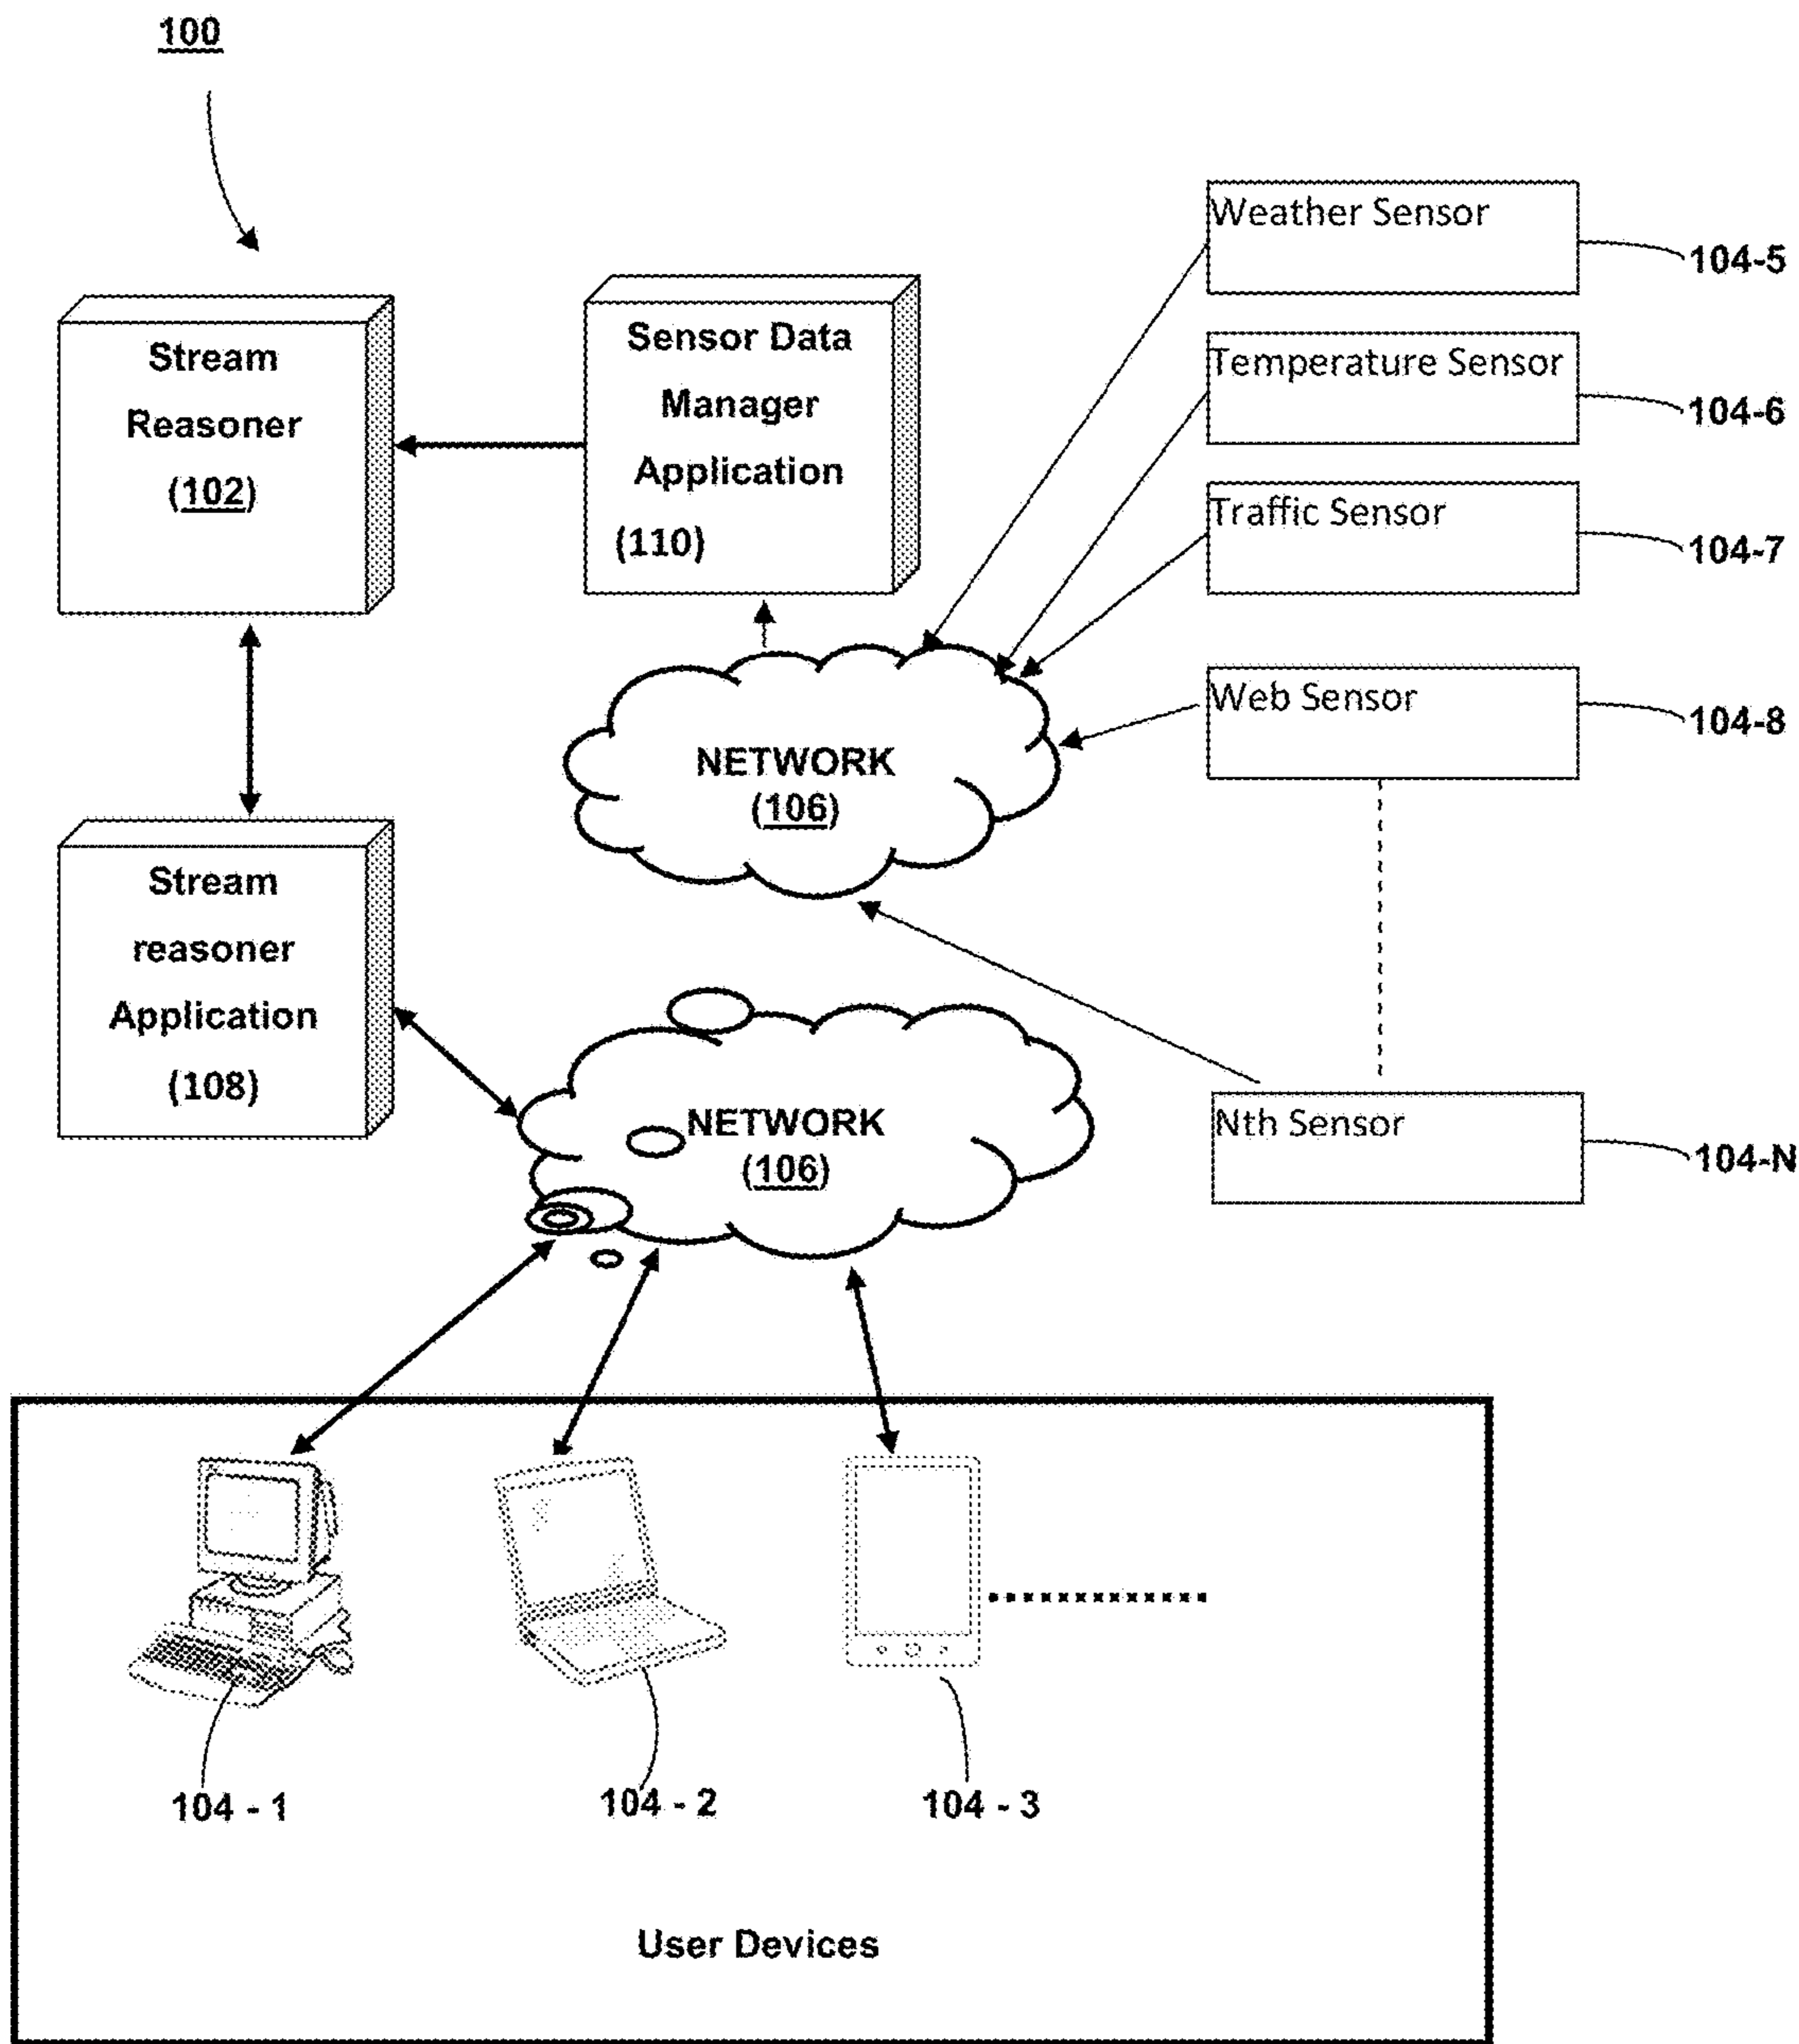 100
Stream
Reasoner
(102)
Sensor Data
Manager
Application
(110)
Weather Sensor
104-5
Temperature Sensor
104-6
Traffic Sensor
104-7
Web Sensor
104-8
NETWORK
(106)
Stream
reasoner
Application
(108)
NETWORK
(106)
Nth Sensor
104-N
104 - 1
104 - 2
104 - 3
User Devices